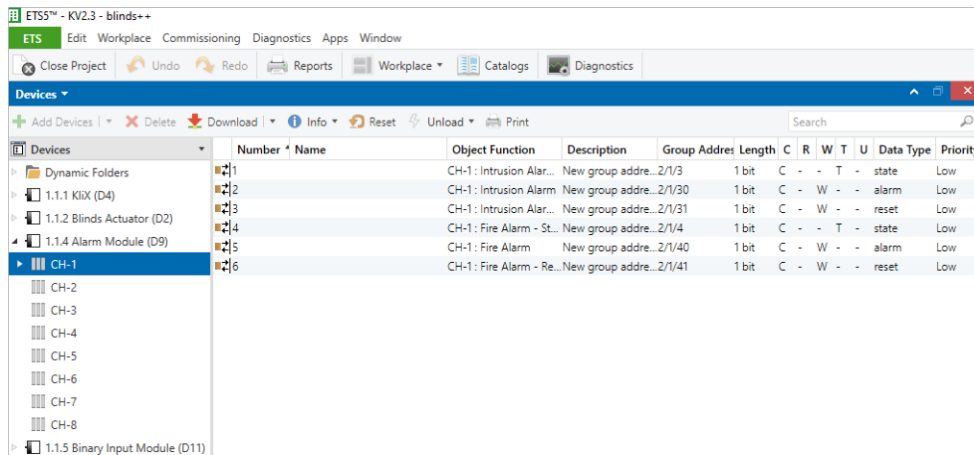 ETS5™ - KV2.3 - blinds++
ETS Edit Workplace Commissioning Diagnostics Apps Window
Close Project Undo Redo Reports Workplace Catalogs Diagnostics
Devices
Add Devices Delete Download Info Reset Unload Print Search
Devices Number Name Object Function Description Group Addres Length C R W T U Data Type Priorit
Dynamic Folders 1 CH-1 : Intrusion Alar... New group addre... 2/1/3 1 bit C - - T - state Low
1.1.1 KliX (D4) 2 CH-1 : Intrusion Alarm New group addre... 2/1/30 1 bit C - W - - alarm Low
1.1.2 Blinds Actuator (D2) 3 CH-1 : Intrusion Alar... New group addre... 2/1/31 1 bit C - W - - reset Low
1.1.4 Alarm Module (D9) 4 CH-1 : Fire Alarm - St... New group addre... 2/1/4 1 bit C - - T - state Low
CH-1 5 CH-1 : Fire Alarm New group addre... 2/1/40 1 bit C - W - - alarm Low
CH-2 6 CH-1 : Fire Alarm - Re... New group addre... 2/1/41 1 bit C - W - - reset Low
CH-3
CH-4
CH-5
CH-6
CH-7
CH-8
1.1.5 Binary Input Module (D11)